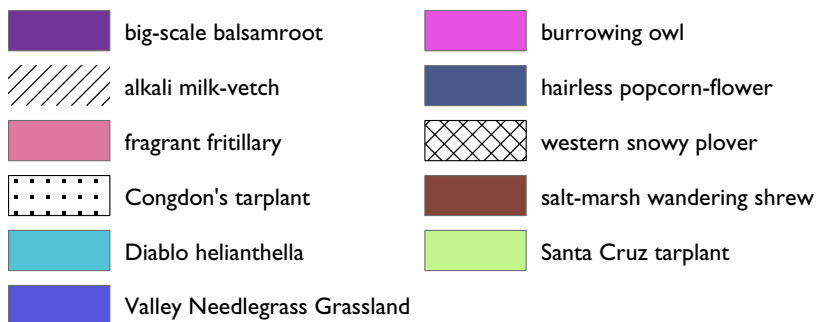 big-scale balsamroot
alkali milk-vetch
fragrant fritillary
Congdon's tarplant
Diablo helianthella
Valley Needlegrass Grassland
burrowing owl
hairless popcorn-flower
western snowy plover
salt-marsh wandering shrew
Santa Cruz tarplant